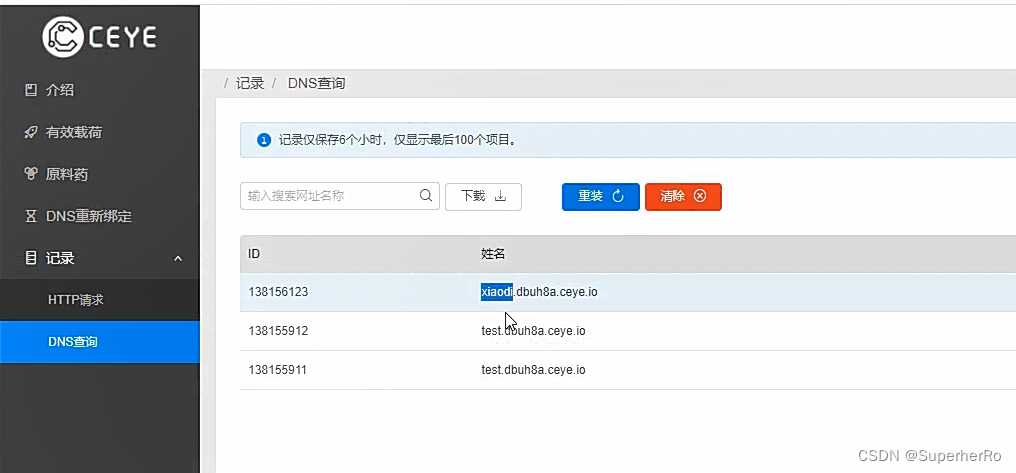 CEYE
介绍
有效载荷
原料药
DNS重新绑定
记录
HTTP请求
DNS查询
/ 记录 / DNS查询
记录仅保存6个小时，仅显示最后100个项目。
输入搜索网址名称 下载 重装 清除
ID 姓名
138156123 xiaodi.dbuh8a.ceye.io
138155912 test.dbuh8a.ceye.io
138155911 test.dbuh8a.ceye.io
CSDN @SuperherRo